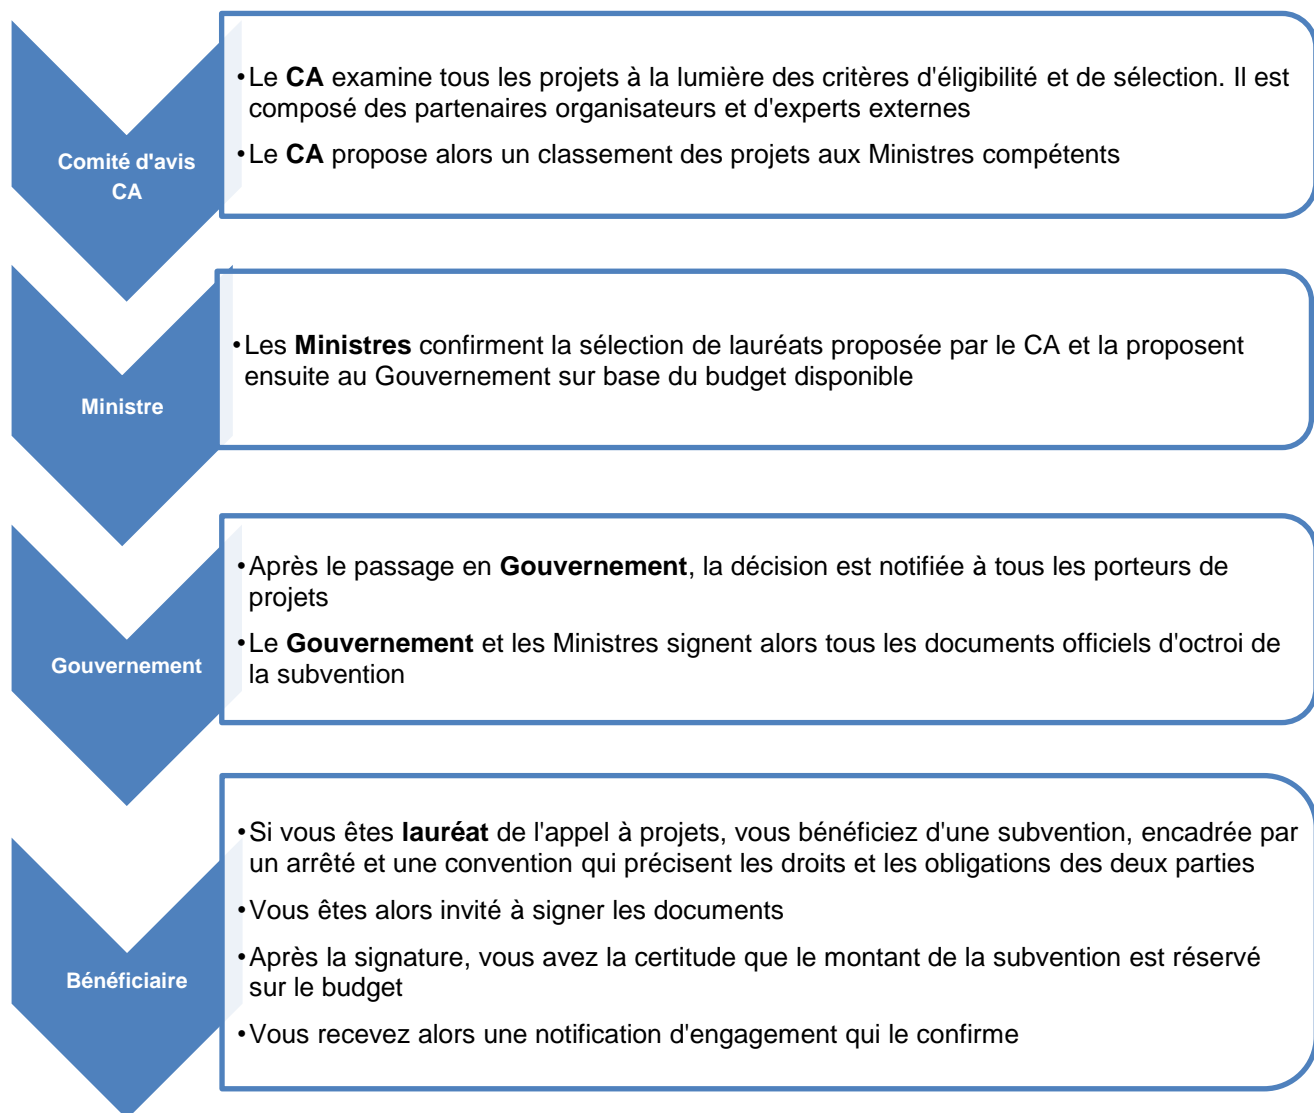 Comité d'avis
CA
•Le CA examine tous les projets à la lumière des critères d'éligibilité et de sélection. Il est
composé des partenaires organisateurs et d'experts externes
•Le CA propose alors un classement des projets aux Ministres compétents
Ministre
•Les Ministres confirment la sélection de lauréats proposée par le CA et la proposent
ensuite au Gouvernement sur base du budget disponible
Gouvernement
•Après le passage en Gouvernement, la décision est notifiée à tous les porteurs de
projets
•Le Gouvernement et les Ministres signent alors tous les documents officiels d'octroi de
la subvention
Bénéficiaire
•Si vous êtes lauréat de l'appel à projets, vous bénéficiez d'une subvention, encadrée par
un arrêté et une convention qui précisent les droits et les obligations des deux parties
•Vous êtes alors invité à signer les documents
•Après la signature, vous avez la certitude que le montant de la subvention est réservé
sur le budget
•Vous recevez alors une notification d'engagement qui le confirme